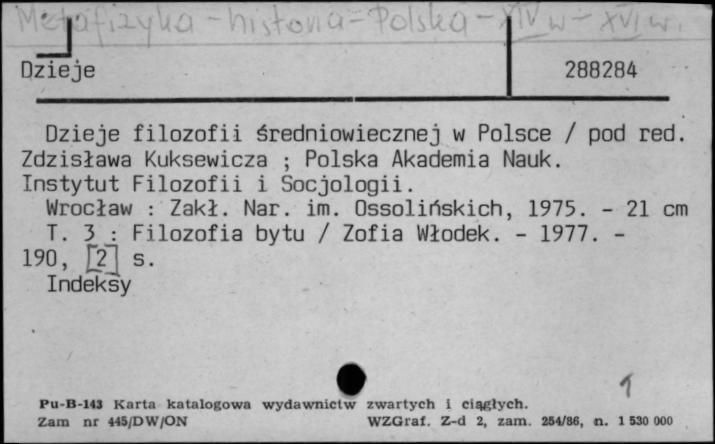 Metafizyka - historia - Polska - XIV w - XVI w.
Dzieje 288284
Dzieje filozofii średniowiecznej w Polsce / pod red.
Zdzisława Kuksewicza ; Polska Akademia Nauk.
Instytut Filozofii i Socjologii.
Wrocław : Zakł. Nar. im. Ossolińskich, 1975. - 21 cm
T. 3 : Filozofia bytu / Zofia Włodek. - 1977. -
190, [2] s.
Indeksy
Pu-B-143 Karta katalogowa wydawnictw zwartych i ciągłych.
Zam nr 445/DW/ON WZGraf. Z-d 2, zam. 254/86, n. 1 530 000